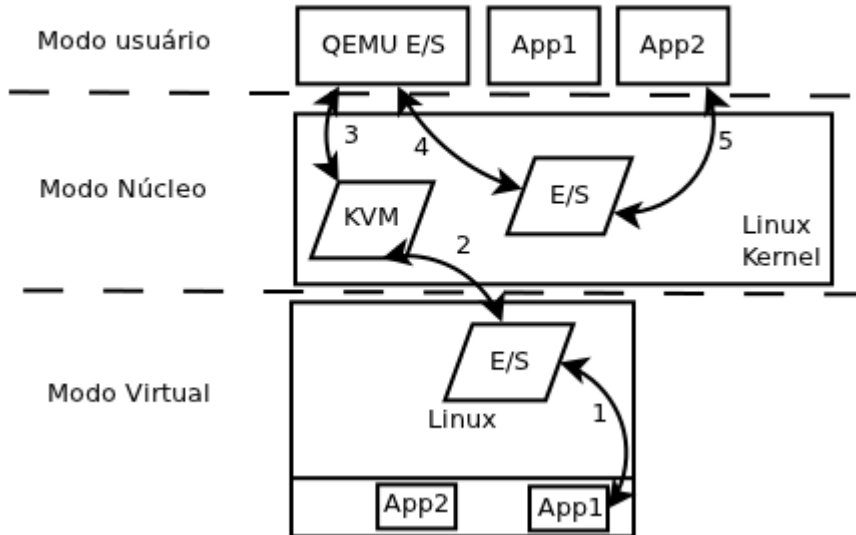 Modo usuário
QEMU E/S
App1
App2
3
4
5
Modo Núcleo
KVM
E/S
2
Linux
Kernel
E/S
Modo Virtual
Linux
1
App2
App1